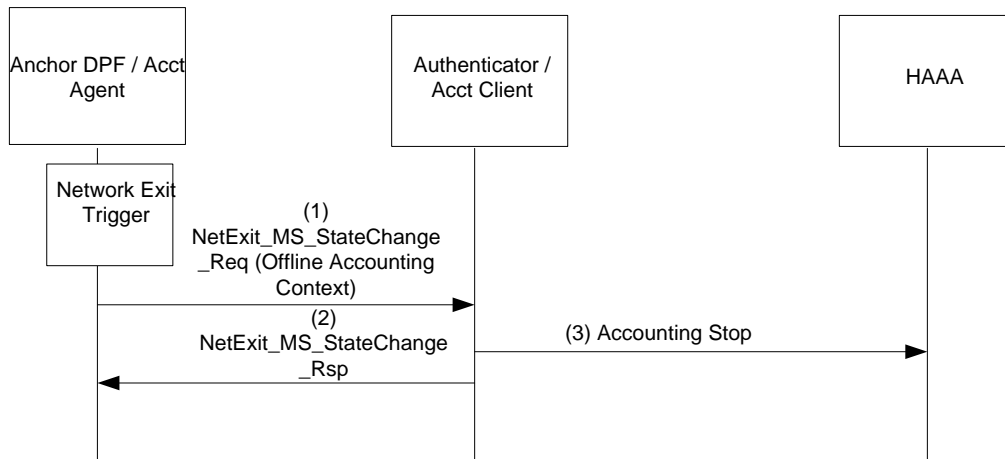 Anchor DPF / Acct
Agent
Authenticator /
Acct Client
HAAA
Network Exit
Trigger
(1)
NetExit_MS_StateChange
_Req (Offline Accounting
Context)
(2)
NetExit_MS_StateChange
_Rsp
(3) Accounting Stop